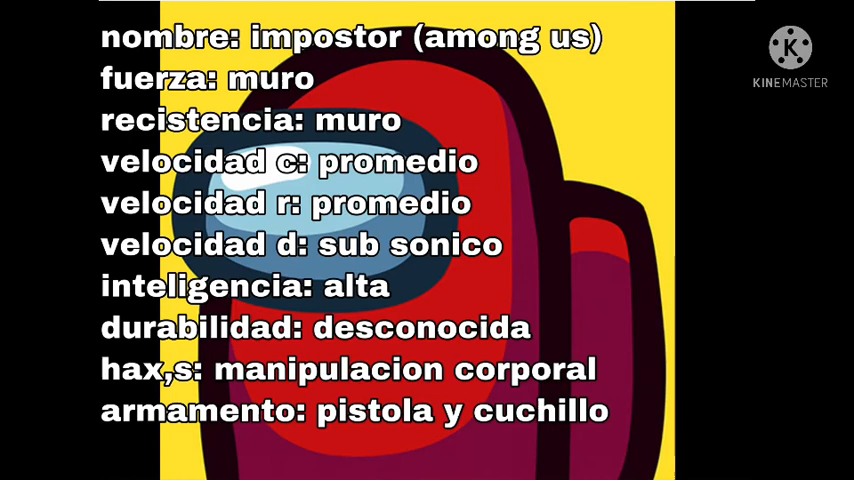 nombre: impostor (among us)
fuerza: muro
recistencia: muro
velocidad c: promedio
velocidad r: promedio
velocidad d: sub sonico
inteligencia: alta
durabilidad: desconocida
hax,s: manipulacion corporal
armamento: pistola y cuchillo
K
KINEMASTER